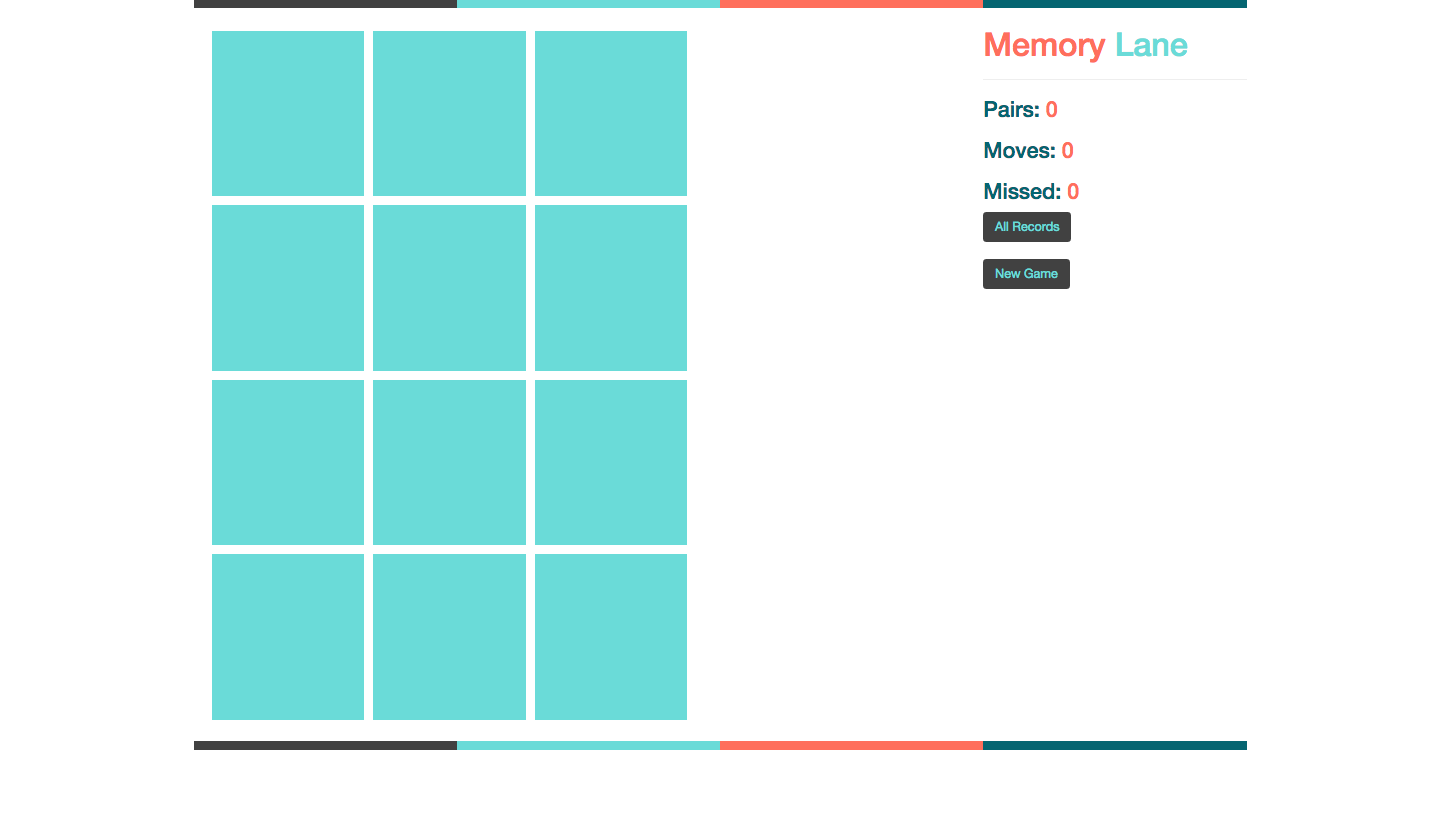 Memory Lane
Pairs: 0
Moves: 0
Missed: 0
All Records
New Game